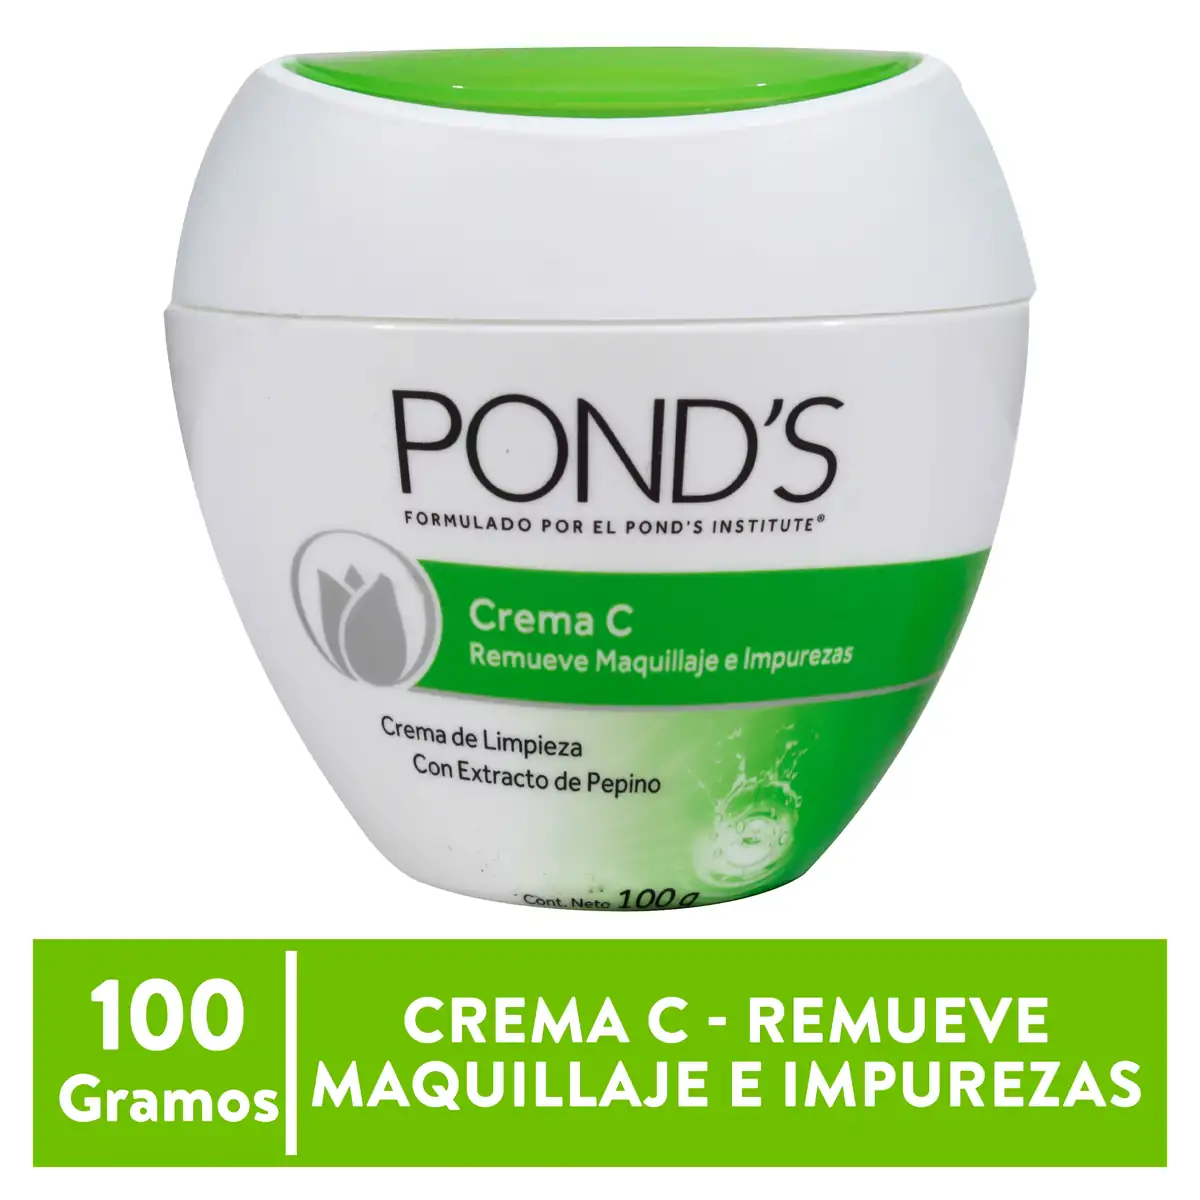 POND'S
FORMULADO POR EL POND'S INSTITUTE®
Crema C
Remueve Maquillaje e Impurezas
Crema de Limpieza
Con Extracto de Pepino
Cont. Neto 100 g
100
Gramos
CREMA C - REMUEVE
MAQUILLAJE E IMPUREZAS